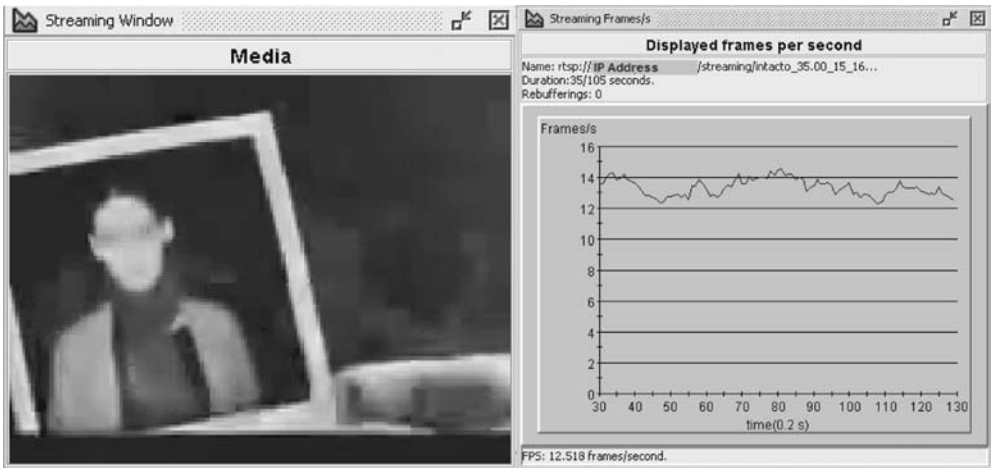 Streaming Window
Media
Streaming Frames/s
Displayed frames per second
Name: rtsp:// IP Address /streaming/intacto_35.00_15_16...
Duration:35/105 seconds.
Rebufferings: 0
Frames/s
16
14
12
10
8
6
4
2
0
30 40 50 60 70 80 90 100 110 120 130
time(0.2 s)
FPS: 12.518 frames/second.